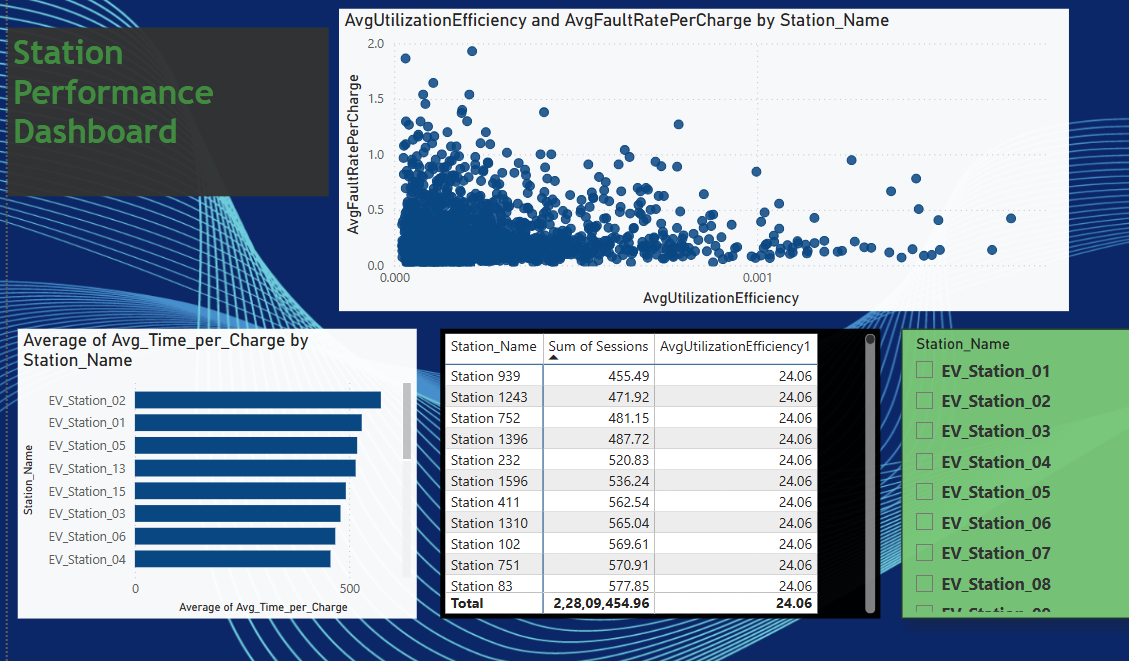 Station
Performance
Dashboard
AvgUtilizationEfficiency and AvgFaultRatePerCharge by Station_Name
AvgFaultRatePerCharge
2.0
1.5
1.0
0.5
0.0
0.000
0.001
AvgUtilizationEfficiency
Average of Avg_Time_per_Charge by
Station_Name
Station_Name
EV_Station_02
EV_Station_01
EV_Station_05
EV_Station_13
EV_Station_15
EV_Station_03
EV_Station_06
EV_Station_04
0 500
Average of Avg_Time_per_Charge
Station_Name Sum of Sessions AvgUtilizationEfficiency1
Station 939 455.49 24.06
Station 1243 471.92 24.06
Station 752 481.15 24.06
Station 1396 487.72 24.06
Station 232 520.83 24.06
Station 1596 536.24 24.06
Station 411 562.54 24.06
Station 1310 565.04 24.06
Station 102 569.61 24.06
Station 751 570.91 24.06
Station 83 577.85 24.06
Total 2,28,09,454.96 24.06
Station_Name
EV_Station_01
EV_Station_02
EV_Station_03
EV_Station_04
EV_Station_05
EV_Station_06
EV_Station_07
EV_Station_08